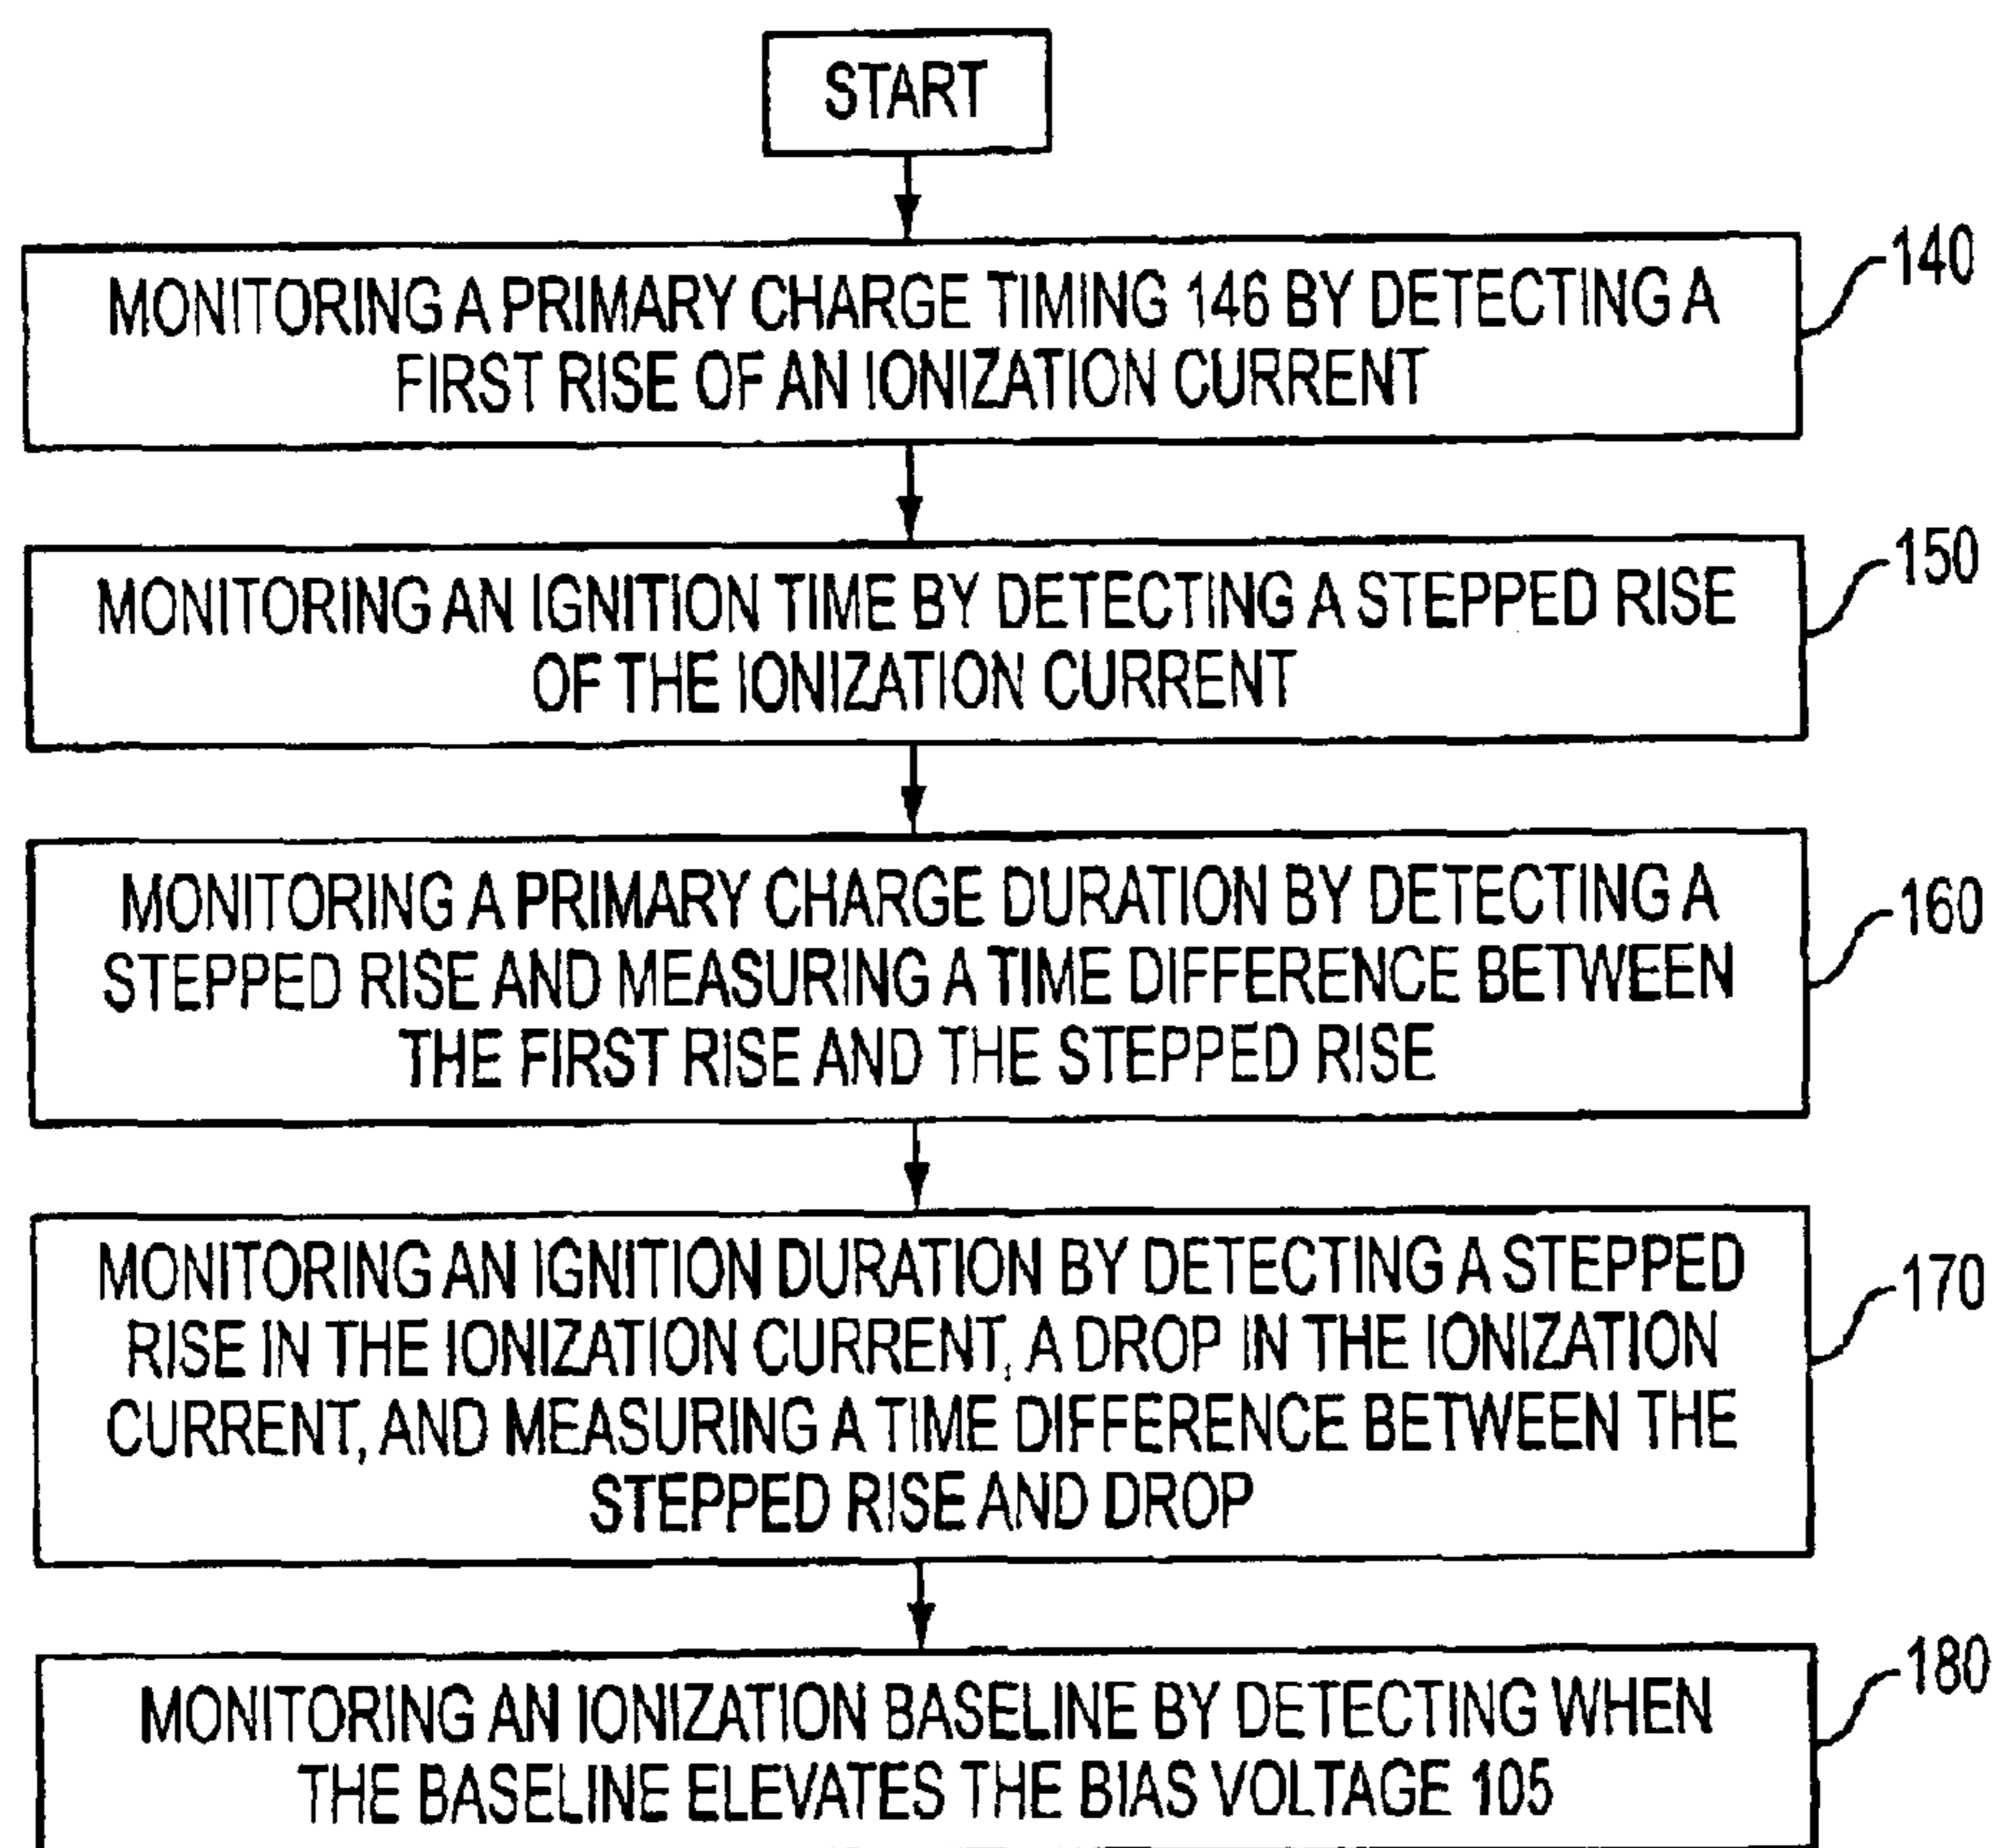 START
140
MONITORING A PRIMARY CHARGE TIMING 146 BY DETECTING A
FIRST RISE OF AN IONIZATION CURRENT
150
MONITORING AN IGNITION TIME BY DETECTING A STEPPED RISE
OF THE IONIZATION CURRENT
160
MONITORING A PRIMARY CHARGE DURATION BY DETECTING A
STEPPED RISE AND MEASURING A TIME DIFFERENCE BETWEEN
THE FIRST RISE AND THE STEPPED RISE
170
MONITORING AN IGNITION DURATION BY DETECTING A STEPPED
RISE IN THE IONIZATION CURRENT, A DROP IN THE IONIZATION
CURRENT, AND MEASURING A TIME DIFFERENCE BETWEEN THE
STEPPED RISE AND DROP
180
MONITORING AN IONIZATION BASELINE BY DETECTING WHEN
THE BASELINE ELEVATES THE BIAS VOLTAGE 105